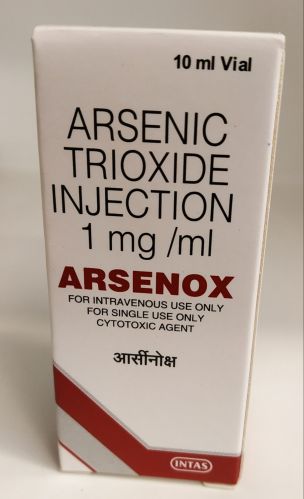 10 ml Vial
ARSENIC
TRIOXIDE
INJECTION
1 mg /ml
ARSENOX
FOR INTRAVENOUS USE ONLY
FOR SINGLE USE ONLY
CYTOTOXIC AGENT
आर्सीनोक्ष
INTAS